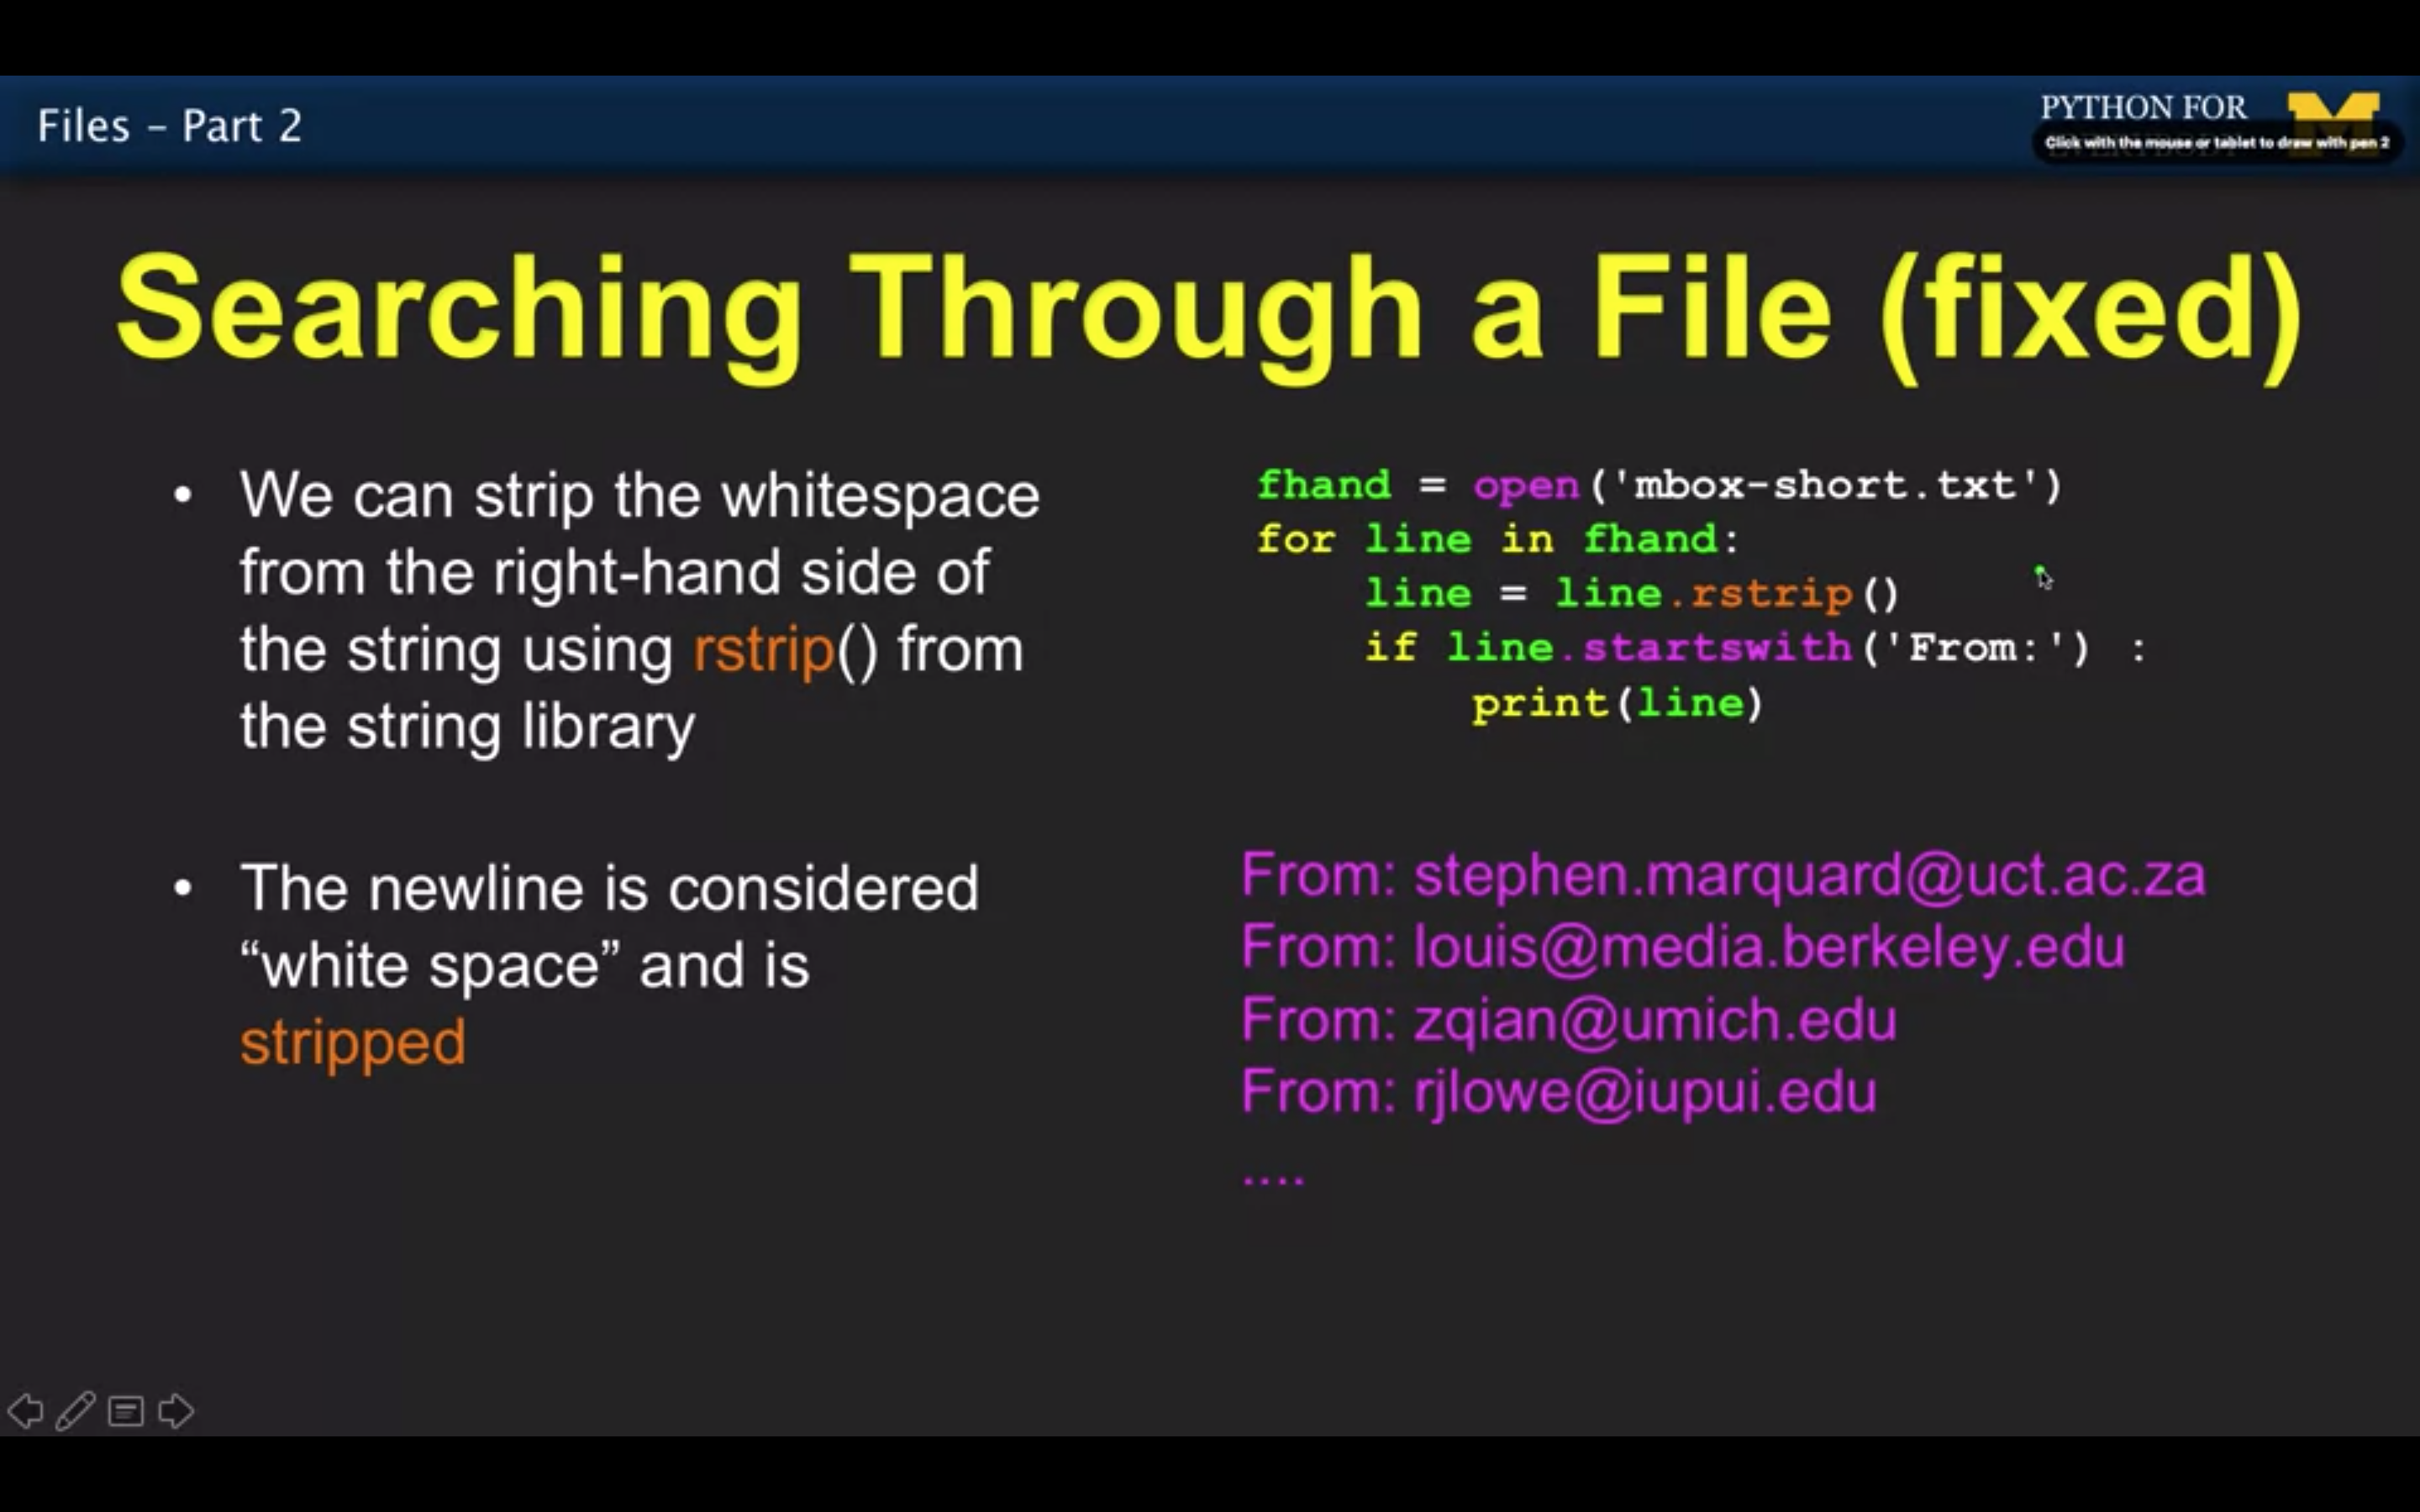 Files – Part 2
PYTHON FOR
Click with the mouse or tablet to draw with pen 2
Searching Through a File (fixed)
• We can strip the whitespace
from the right-hand side of
the string using rstrip() from
the string library
• The newline is considered
“white space” and is
stripped
fhand = open('mbox-short.txt')
for line in fhand:
    line = line.rstrip()
    if line.startswith('From:') :
        print(line)
From: stephen.marquard@uct.ac.za
From: louis@media.berkeley.edu
From: zqian@umich.edu
From: rjlowe@iupui.edu
....